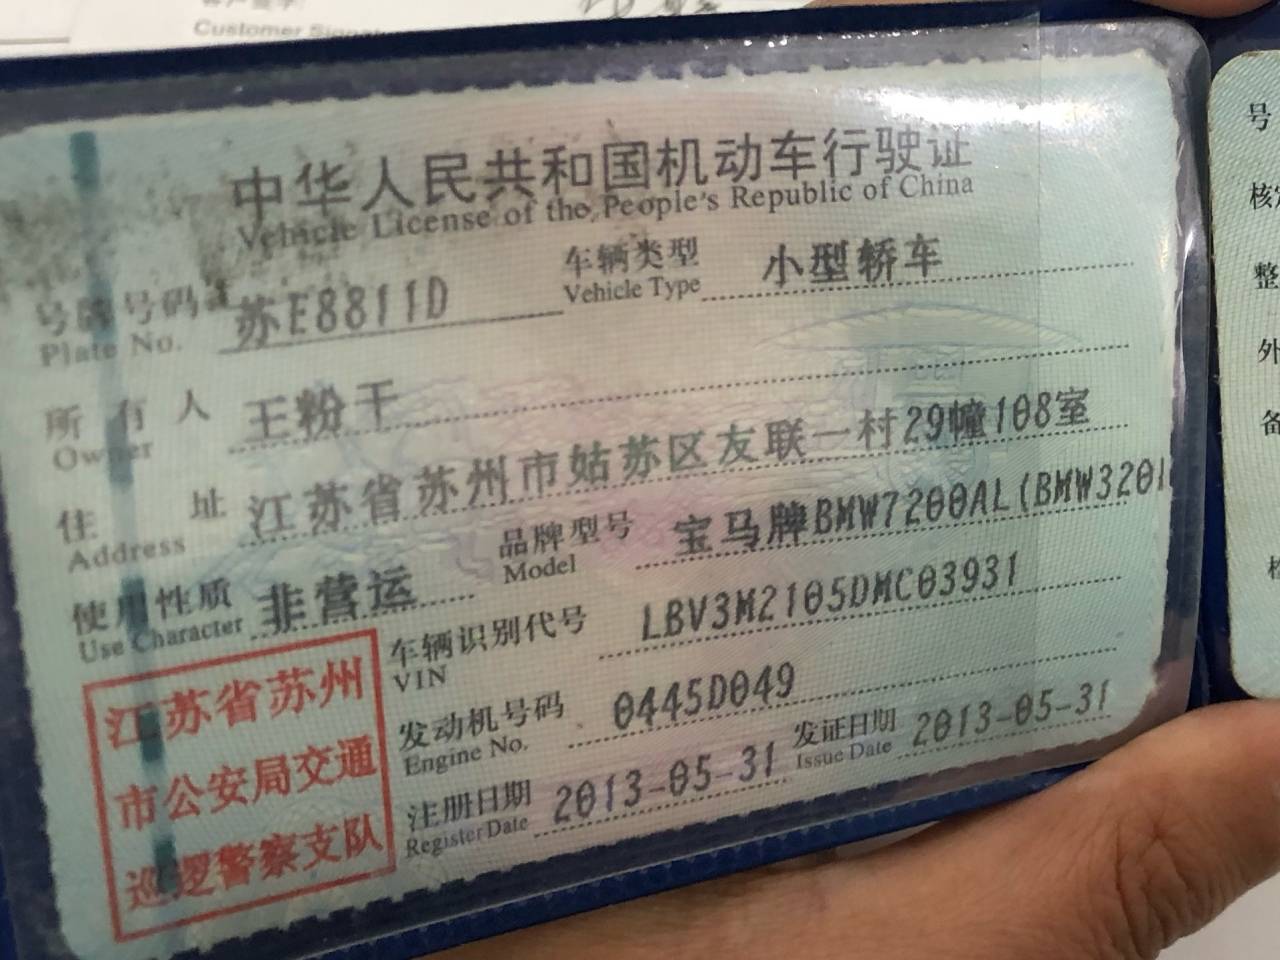 Customer Signat
中华人民共和国机动车行驶证
Vehicle License of the People's Republic of China
号牌号码 苏E8811D 车辆类型 小型轿车
Plate No. Vehicle Type
所有人 王粉干
Owner
住址 江苏省苏州市姑苏区友联一村29幢108室
Address
使用性质 非营运 品牌型号 宝马牌BMW7200AL(BMW320I
Use Character Model
车辆识别代号 LBV3M2105DMC03931
VIN
发动机号码 0445D049
Engine No.
注册日期 2013-05-31 发证日期 2013-05-31
Register Date Issue Date
江苏省苏州
市公安局交通
巡逻警察支队
号
核定
整
外
备